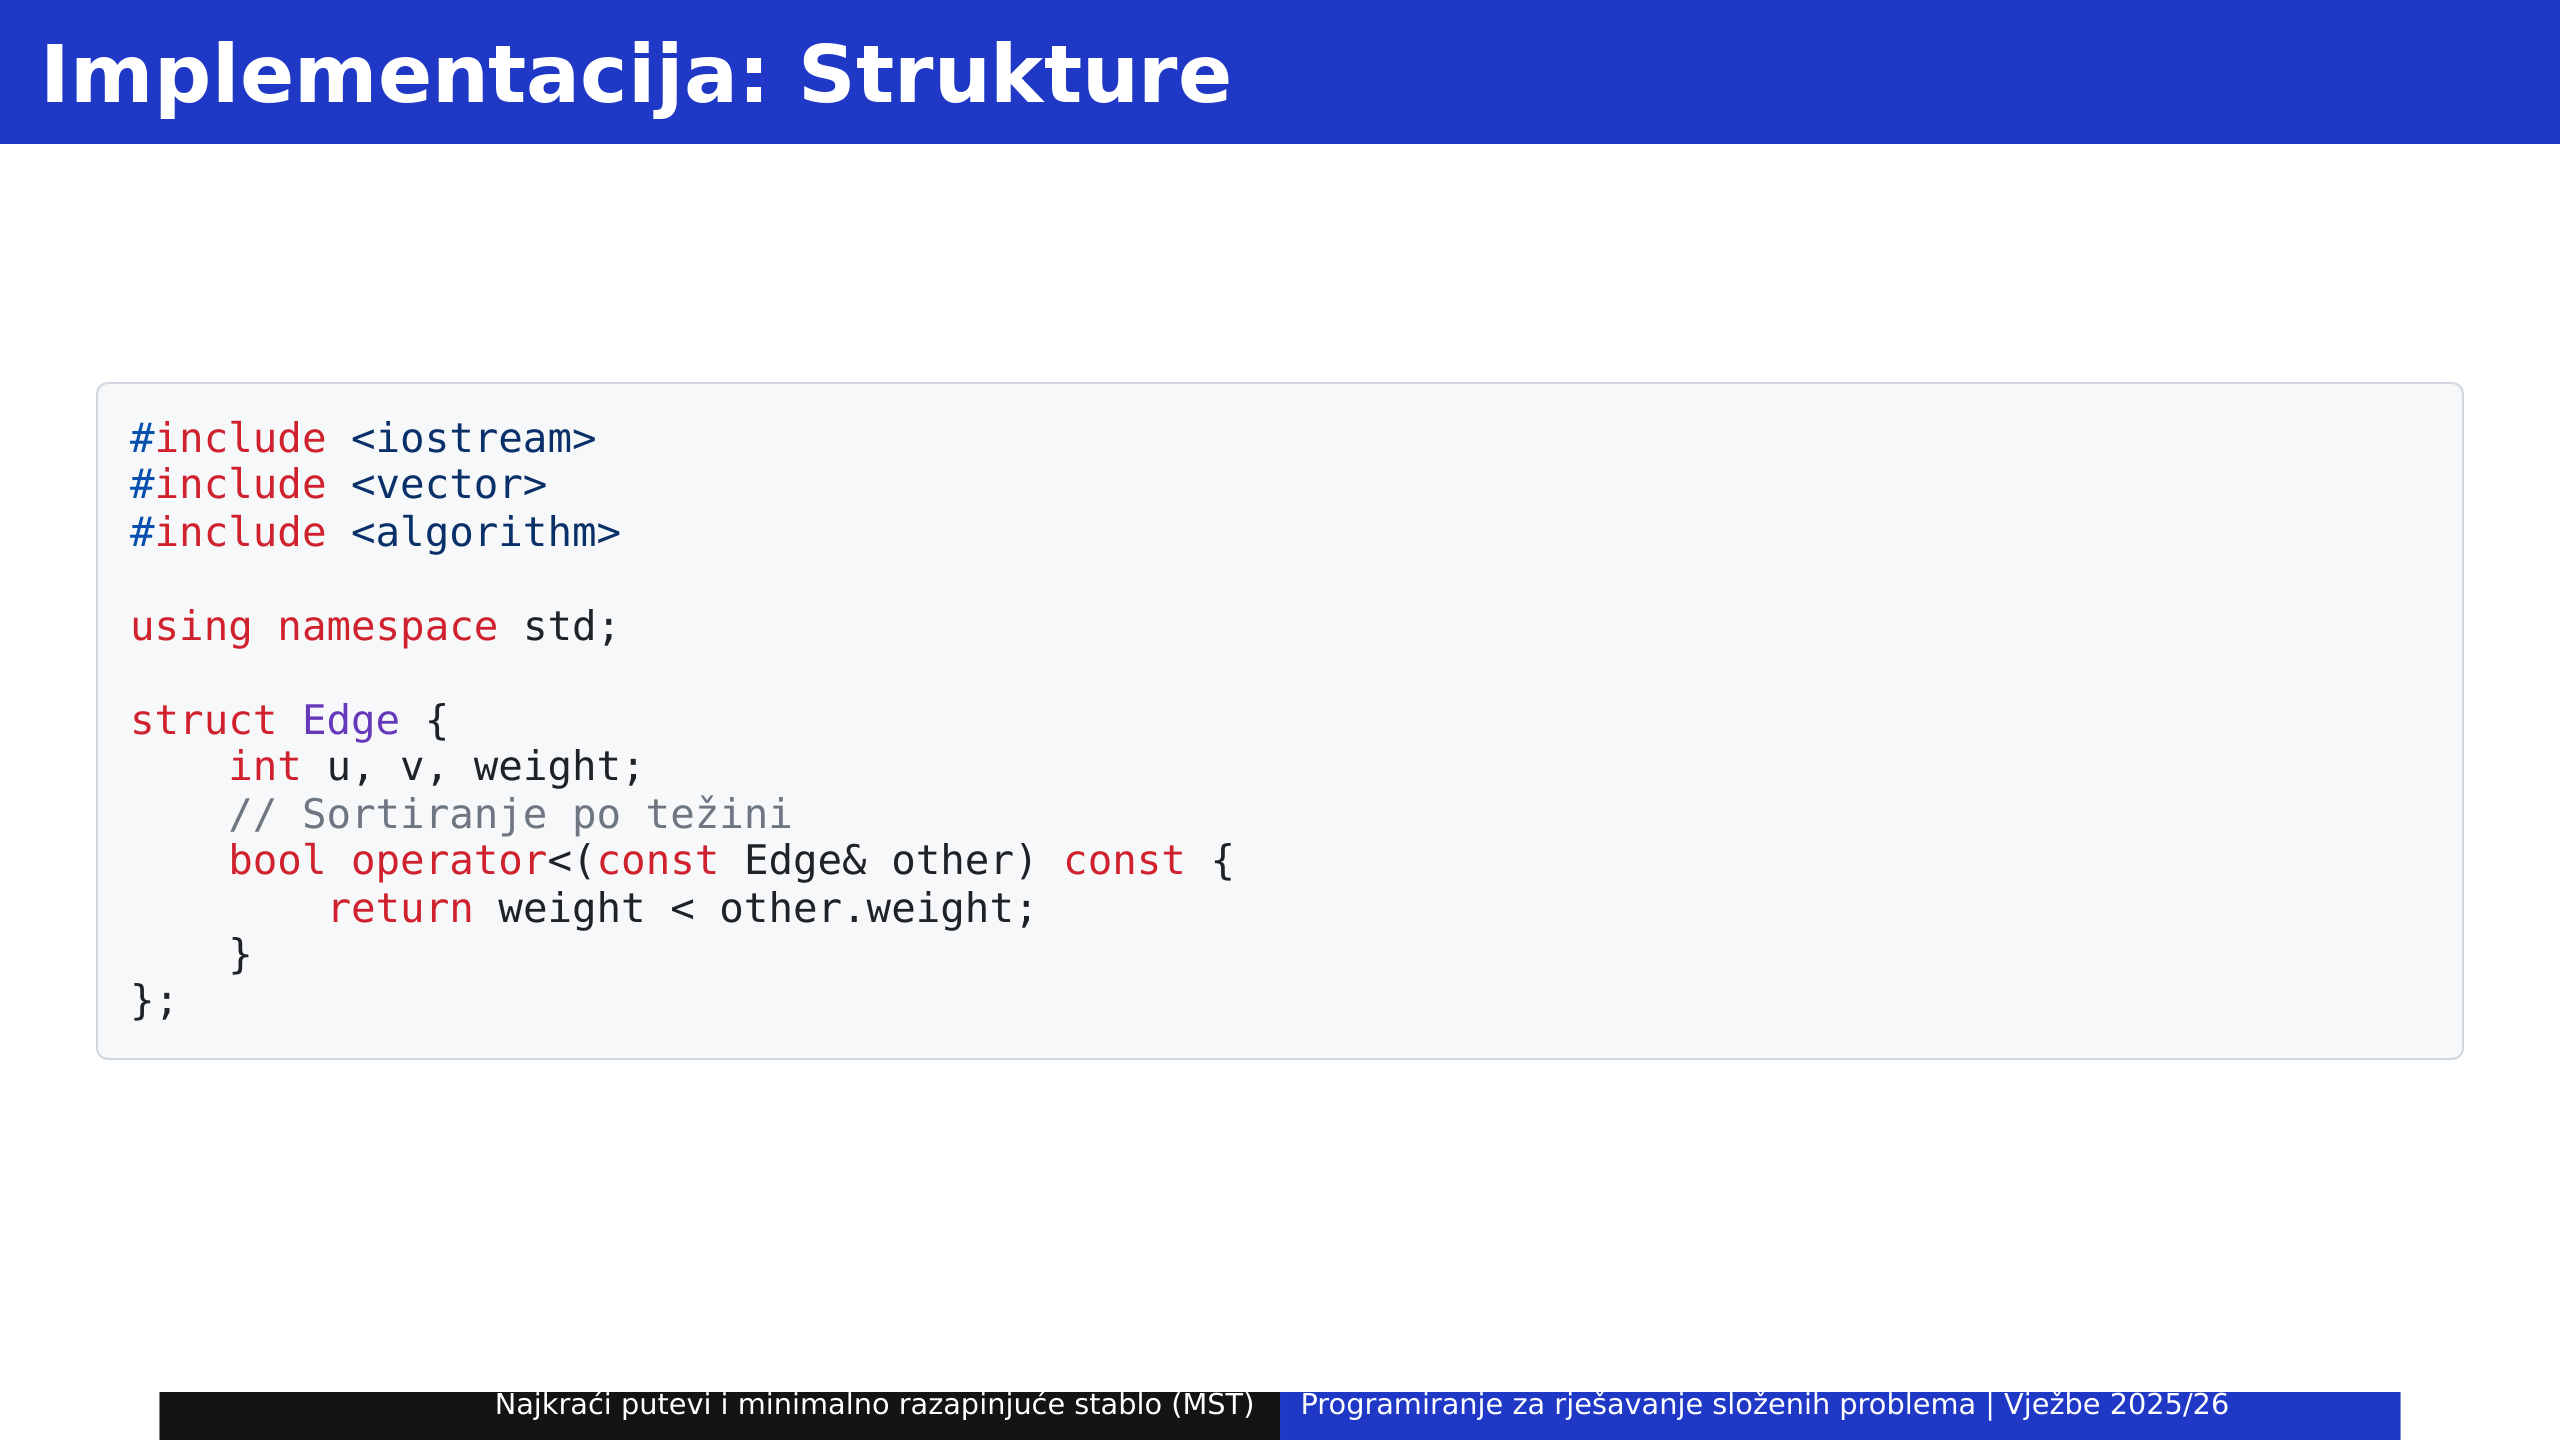 Implementacija: Strukture
#include <iostream>
#include <vector>
#include <algorithm>
using namespace std;
struct Edge {
    int u, v, weight;
    // Sortiranje po težini
    bool operator<(const Edge& other) const {
        return weight < other.weight;
    }
};
Najkraći putevi i minimalno razapinjuće stablo (MST)
Programiranje za rješavanje složenih problema | Vježbe 2025/26